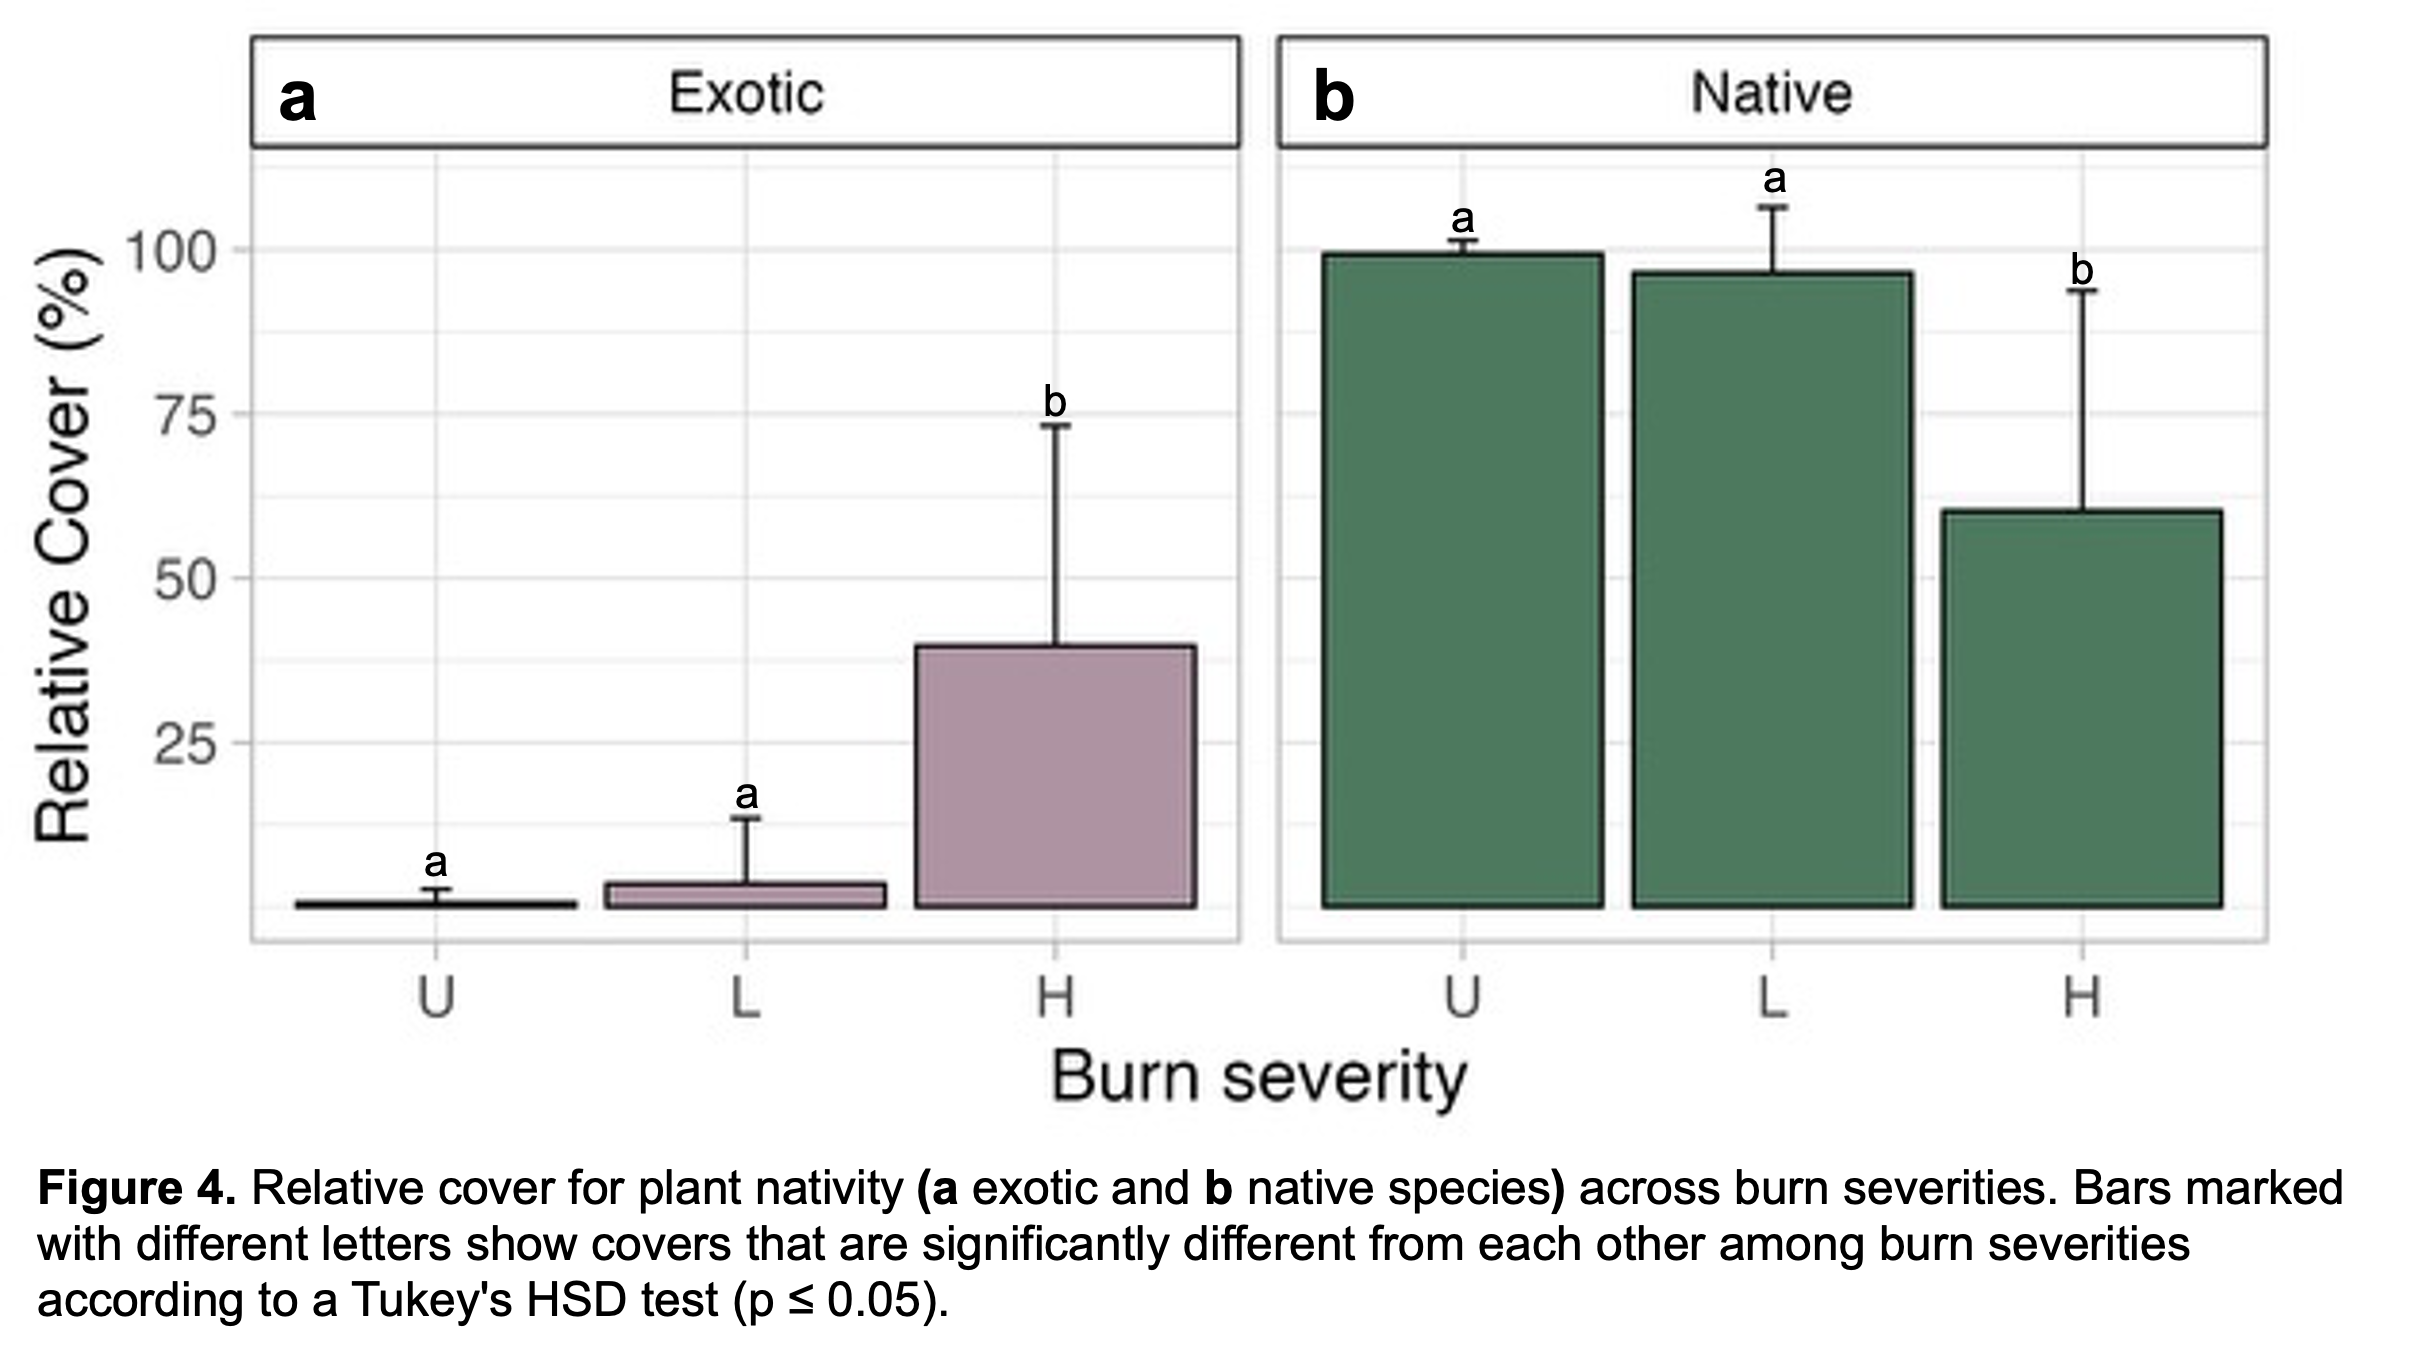 a Exotic
b Native
Relative Cover (%)
100
75
50
25
a
a
b
a
a
b
U L H
U L H
Burn severity
Figure 4. Relative cover for plant nativity (a exotic and b native species) across burn severities. Bars marked
with different letters show covers that are significantly different from each other among burn severities
according to a Tukey's HSD test (p ≤ 0.05).